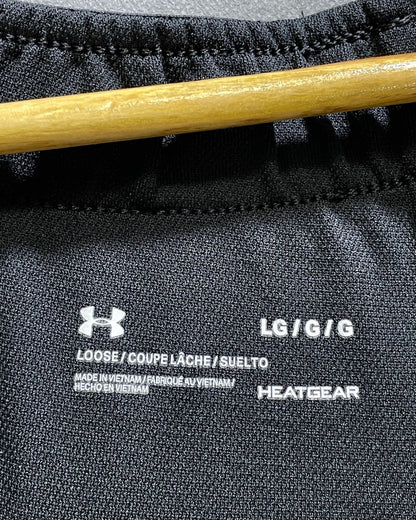 LG / G / G
LOOSE / COUPE LÂCHE / SUELTO
MADE IN VIETNAM / FABRIQUÉ AU VIETNAM /
HECHO EN VIETNAM
HEATGEAR